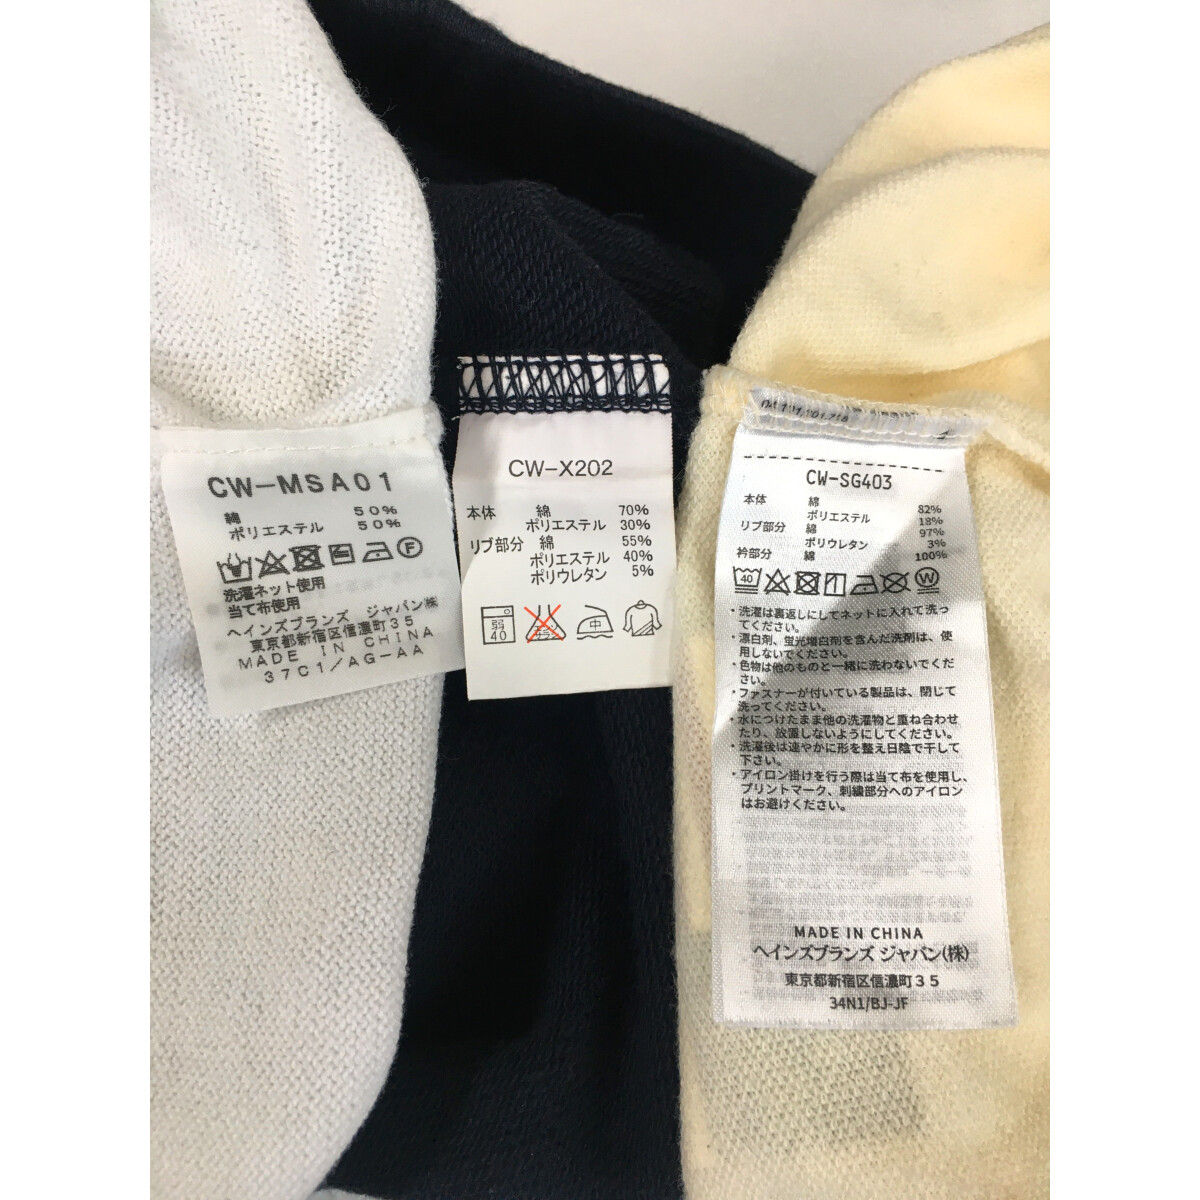 CW-MSA01
綿 50%
ポリエステル 50%
洗濯ネット使用
当て布使用
ヘインズブランズ ジャパン㈱
東京都新宿区信濃町35
MADE IN CHINA
37C1/AG-AA
CW-X202
本体 綿 70%
ポリエステル 30%
リブ部分 綿 55%
ポリエステル 40%
ポリウレタン 5%
弱
40
エンソ
サラシ
中
CW-SG403
本体 綿 82%
ポリエステル 18%
リブ部分 綿 97%
ポリウレタン 3%
衿部分 綿 100%
40
W
・洗濯は裏返しにしてネットに入れて洗っ
てください。
・漂白剤、蛍光増白剤を含んだ洗剤は、使
用しないでください。
・色物は他のものと一緒に洗わないでくだ
さい。
・ファスナーが付いている製品は、閉じて
洗ってください。
・水につけたまま他の洗濯物と重ね合わせ
たり、放置しないようにしてください。
・洗濯後は速やかに形を整え日陰で干して
下さい。
・アイロン掛けを行う際は当て布を使用し、
プリントマーク、刺繍部分へのアイロン
はお避けください。
MADE IN CHINA
ヘインズブランズ ジャパン(株)
東京都新宿区信濃町35
34N1/BJ-JF